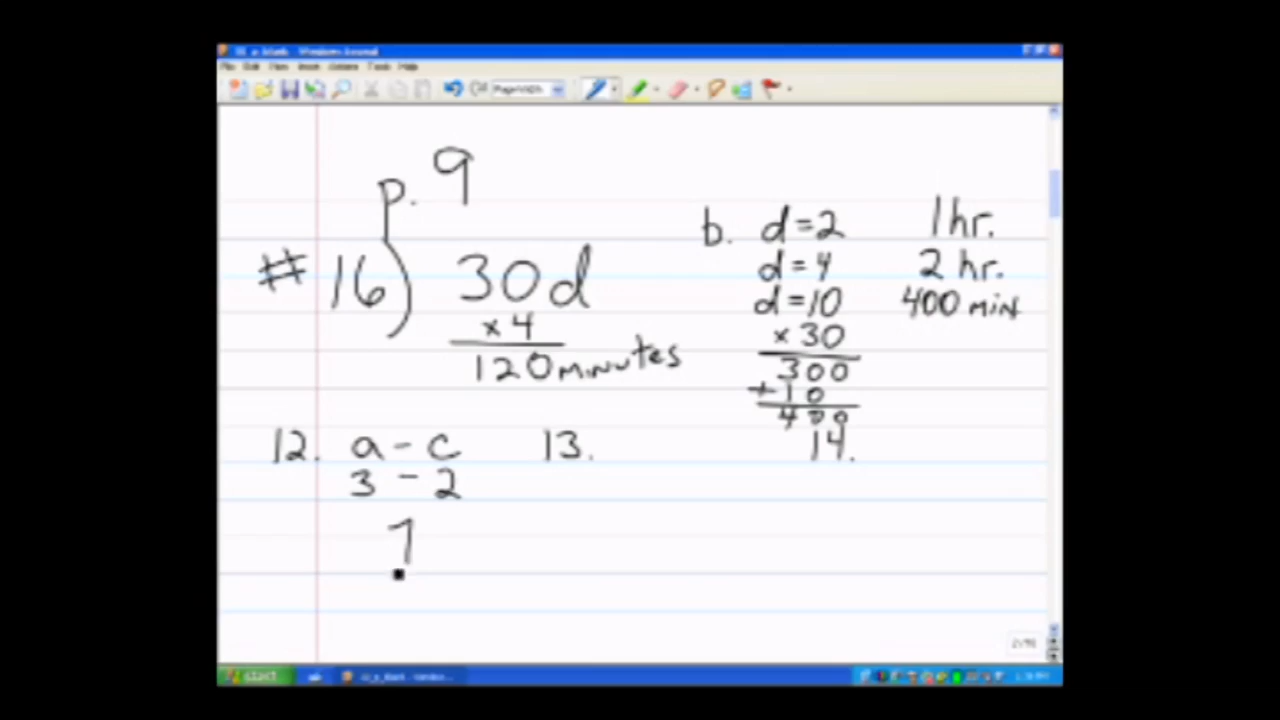 p. 9
#16) 30d
x 4
120 minutes
b. d=2 1 hr.
d=4 2 hr.
d=10 400 min
x 30
300
+10
400
12. a - c 13. 14.
3 - 2
1
start